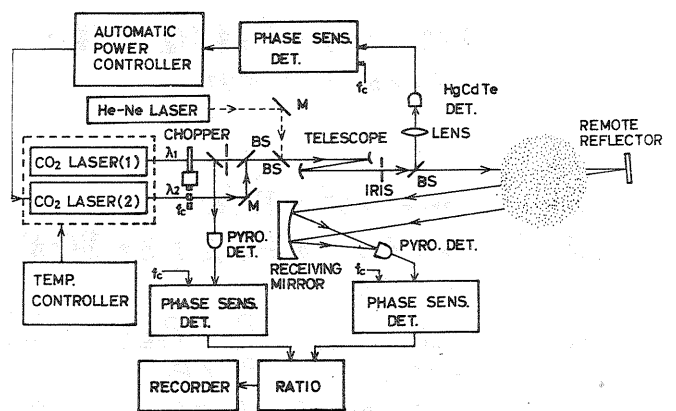 AUTOMATIC
POWER
CONTROLLER
PHASE SENS.
DET.
fc
HgCdTe
DET.
He-Ne LASER
M
CHOPPER
BS
TELESCOPE
LENS
REMOTE
REFLECTOR
CO2 LASER(1)
λ1
BS
IRIS
BS
CO2 LASER(2)
λ2
fc
M
PYRO.
DET.
PYRO. DET.
RECEIVING
MIRROR
TEMP.
CONTROLLER
fc
PHASE SENS.
DET.
fc
PHASE SENS.
DET.
RECORDER
RATIO